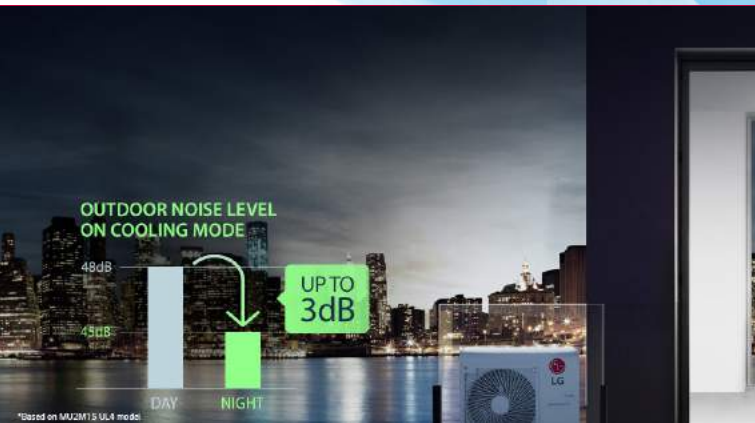 OUTDOOR NOISE LEVEL
ON COOLING MODE
48dB
UP TO
3dB
45dB
DAY
NIGHT
LG
*Based on MU2M15 UL4 model